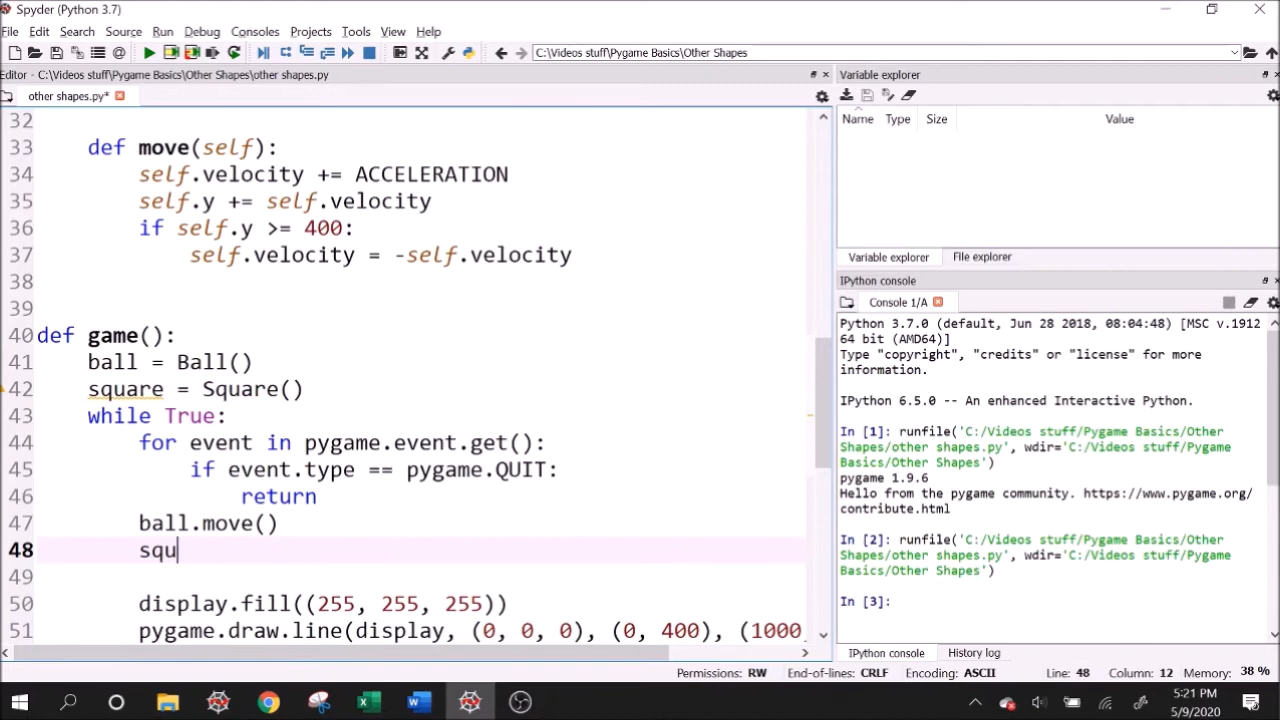 Spyder (Python 3.7)
File Edit Search Source Run Debug Consoles Projects Tools View Help
C:\Videos stuff\Pygame Basics\Other Shapes
Editor - C:\Videos stuff\Pygame Basics\Other Shapes\other shapes.py
other shapes.py*
32
33 def move(self):
34 self.velocity += ACCELERATION
35 self.y += self.velocity
36 if self.y >= 400:
37 self.velocity = -self.velocity
38
39
40 def game():
41 ball = Ball()
42 square = Square()
43 while True:
44 for event in pygame.event.get():
45 if event.type == pygame.QUIT:
46 return
47 ball.move()
48 squ
49
50 display.fill((255, 255, 255))
51 pygame.draw.line(display, (0, 0, 0), (0, 400), (1000,
Variable explorer
Name Type Size Value
Variable explorer File explorer
IPython console
Console 1/A
Python 3.7.0 (default, Jun 28 2018, 08:04:48) [MSC v.1912
64 bit (AMD64)]
Type "copyright", "credits" or "license" for more
information.
IPython 6.5.0 -- An enhanced Interactive Python.
In [1]: runfile('C:/Videos stuff/Pygame Basics/Other
Shapes/other shapes.py', wdir='C:/Videos stuff/Pygame
Basics/Other Shapes')
pygame 1.9.6
Hello from the pygame community. https://www.pygame.org/
contribute.html
In [2]: runfile('C:/Videos stuff/Pygame Basics/Other
Shapes/other shapes.py', wdir='C:/Videos stuff/Pygame
Basics/Other Shapes')
In [3]:
IPython console History log
Permissions: RW End-of-lines: CRLF Encoding: ASCII Line: 48 Column: 12 Memory: 38 %
5:21 PM
5/9/2020